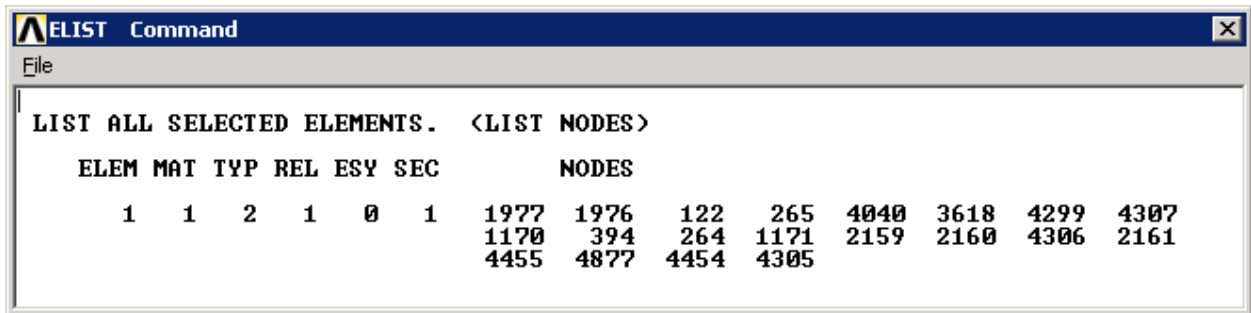 ELIST Command
File
LIST ALL SELECTED ELEMENTS. (LIST NODES)
ELEM MAT TYP REL ESY SEC NODES
1 1 2 1 0 1 1977 1976 122 265 4040 3618 4299 4307
1170 394 264 1171 2159 2160 4306 2161
4455 4877 4454 4305